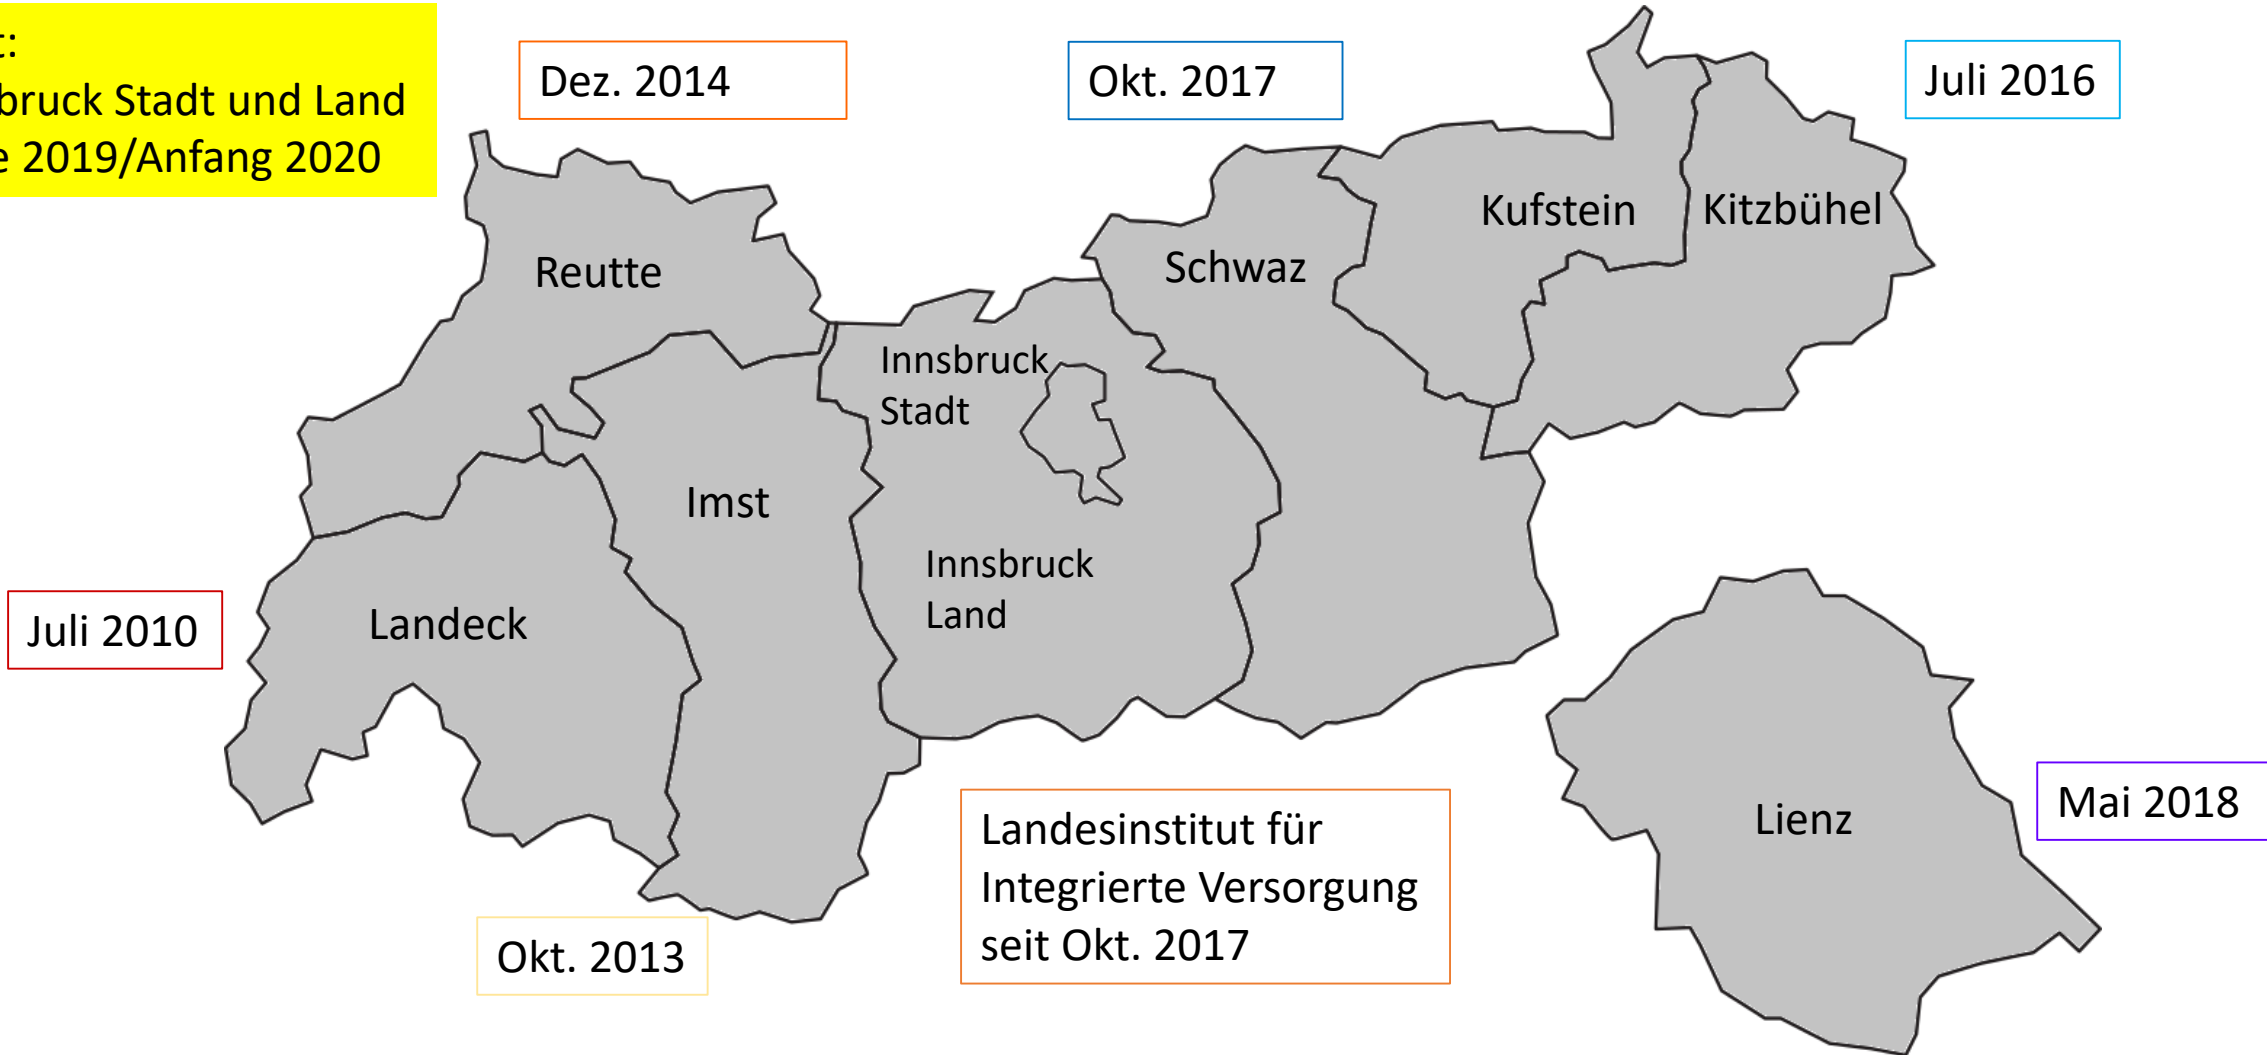 t:
bruck Stadt und Land
e 2019/Anfang 2020
Dez. 2014
Okt. 2017
Juli 2016
Kufstein
Kitzbühel
Schwaz
Reutte
Innsbruck
Stadt
Imst
Innsbruck
Land
Landeck
Juli 2010
Lienz
Mai 2018
Landesinstitut für
Integrierte Versorgung
seit Okt. 2017
Okt. 2013